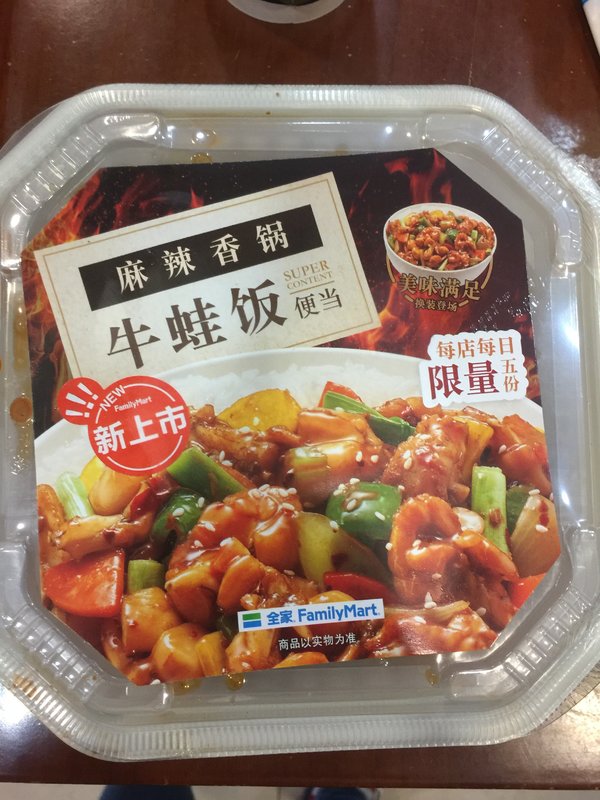 麻辣香锅
牛蛙饭
SUPER
CONTENT
便当
美味满足
换装登场
每店每日
限量五份
NEW
FamilyMart
新上市
全家 FamilyMart
商品以实物为准